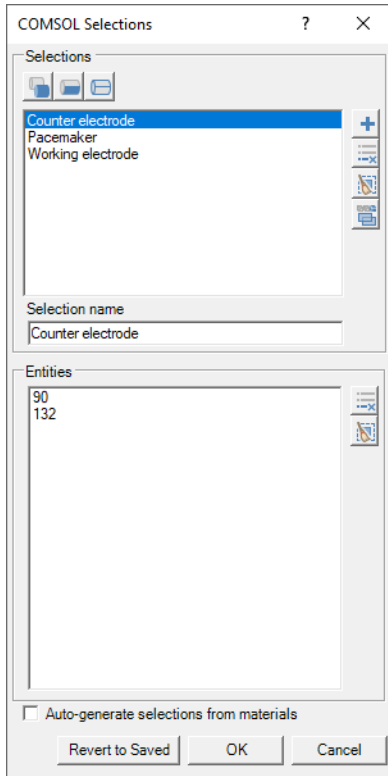 COMSOL Selections
?
Selections
Counter electrode
Pacemaker
Working electrode
Selection name
Counter electrode
Entities
90
132
Auto-generate selections from materials
Revert to Saved
OK
Cancel